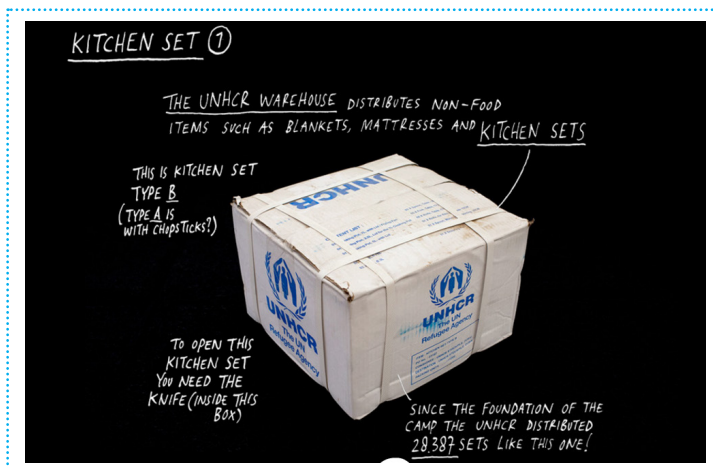 KITCHEN SET 1
THE UNHCR WAREHOUSE DISTRIBUTES NON-FOOD
ITEMS SUCH AS BLANKETS, MATTRESSES AND KITCHEN SETS
THIS IS KITCHEN SET
TYPE B
(TYPE A IS
WITH CHOPSTICKS?)
UNHCR
UNHCR
The UN
Refugee Agency
UNHCR
The UN
Refugee Agency
TO OPEN THIS
KITCHEN SET
YOU NEED THE
KNIFE (INSIDE THIS
BOX)
SINCE THE FOUNDATION OF THE
CAMP THE UNHCR DISTRIBUTED
28.387 SETS LIKE THIS ONE!